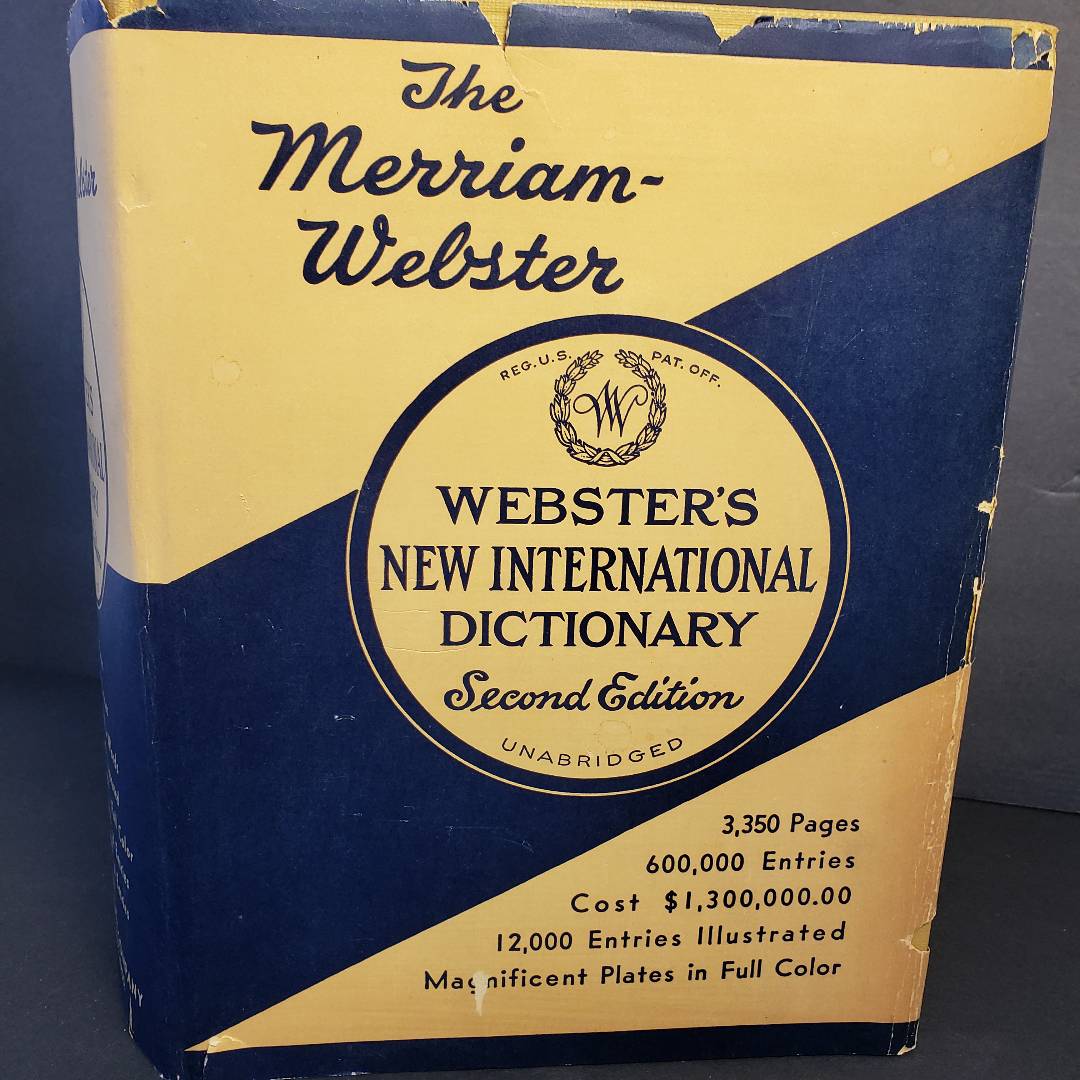 The
Merriam-
Webster
REG. U.S. PAT. OFF.
W
WEBSTER'S
NEW INTERNATIONAL
DICTIONARY
Second Edition
UNABRIDGED
3,350 Pages
600,000 Entries
Cost $1,300,000.00
12,000 Entries Illustrated
Magnificent Plates in Full Color